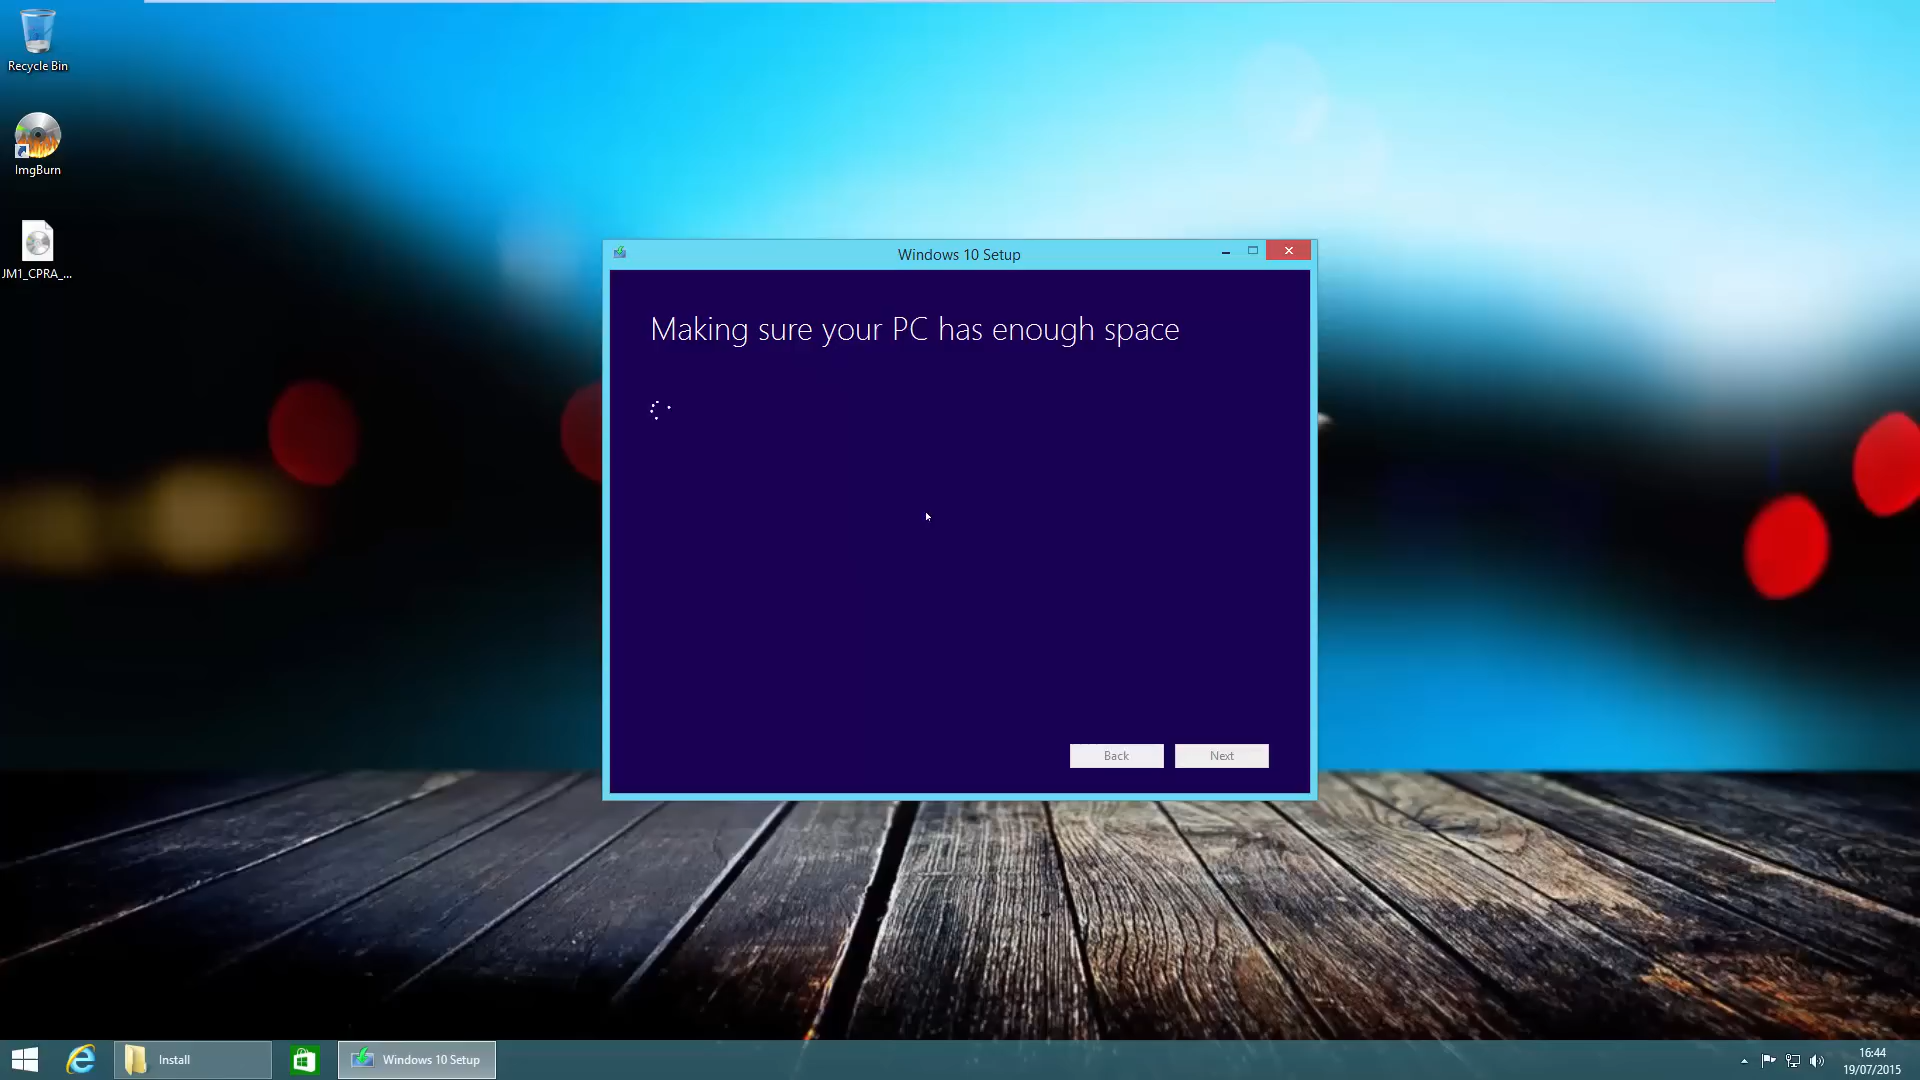 Recycle Bin
ImgBurn
JM1_CPRA_...
Windows 10 Setup
Making sure your PC has enough space
Back
Next
Install
Windows 10 Setup
16:44
19/07/2015